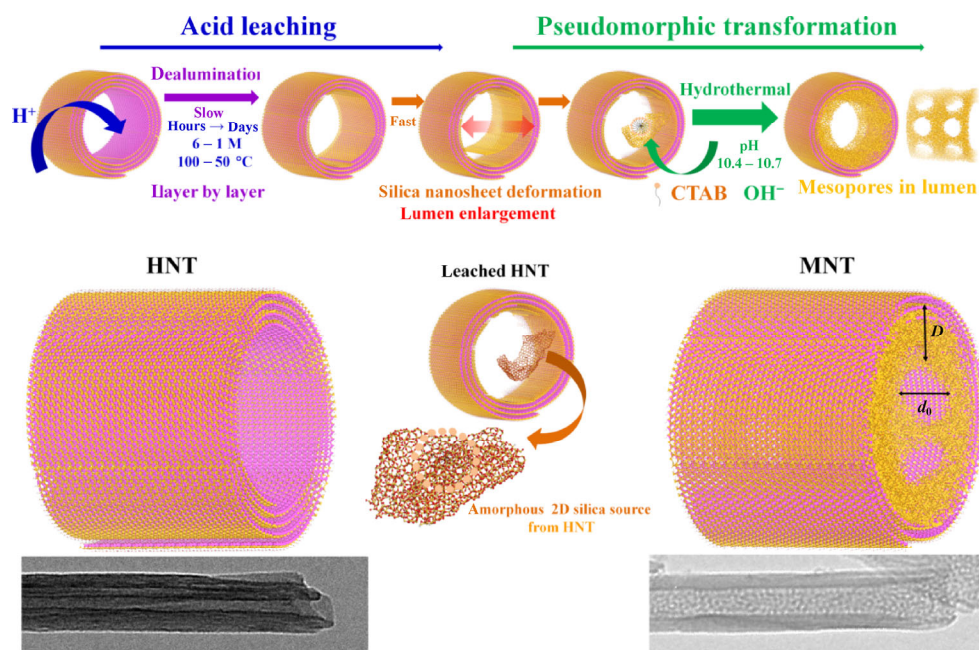 Acid leaching
Pseudomorphic transformation
Dealumination
H⁺
Slow
Hours → Days
6 – 1 M
100 – 50 °C
Layer by layer
Fast
Silica nanosheet deformation
Lumen enlargement
Hydrothermal
pH
10.4 – 10.7
CTAB OH⁻
Mesopores in lumen
HNT
Leached HNT
MNT
D
d₀
Amorphous 2D silica source
from HNT